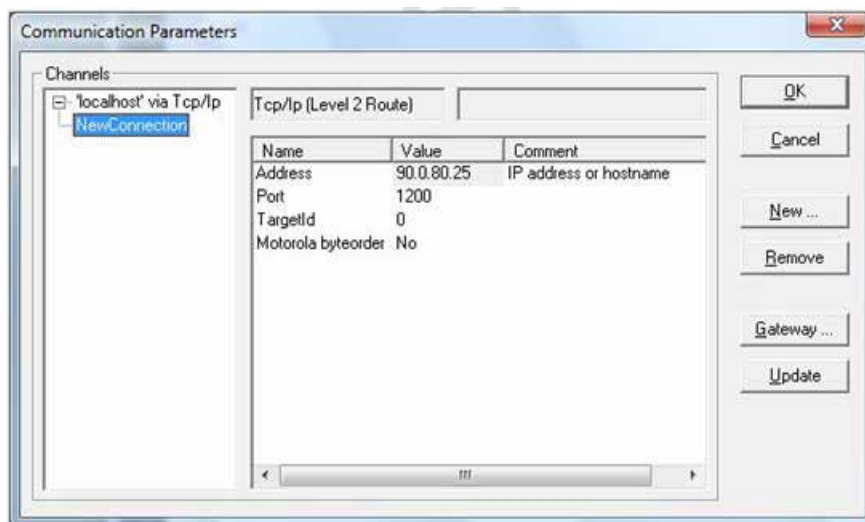 Communication Parameters
Channels
'localhost' via Tcp/Ip
NewConnection
Tcp/Ip (Level 2 Route)
Name Value Comment
Address 90.0.80.25 IP address or hostname
Port 1200
TargetId 0
Motorola byteorder No
OK
Cancel
New ...
Remove
Gateway ...
Update